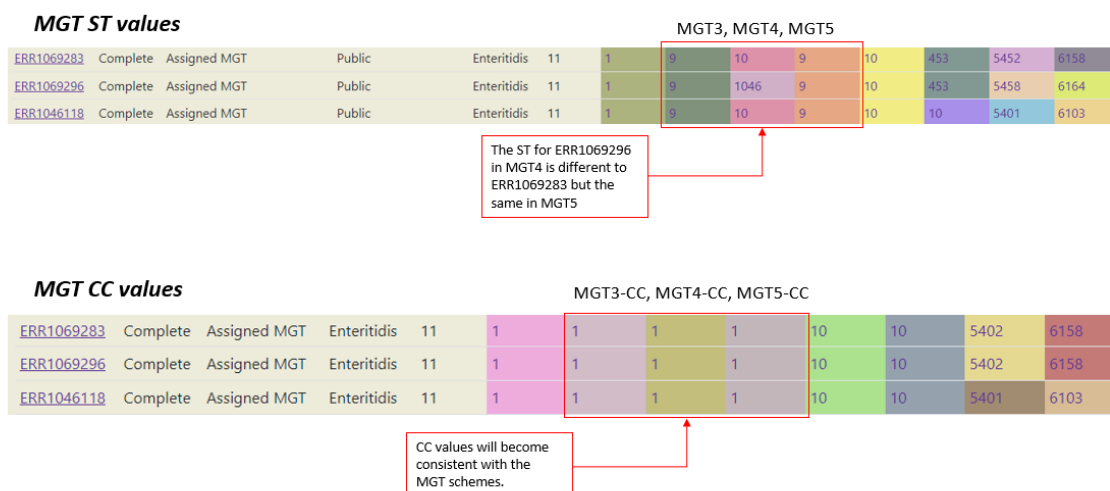 MGT ST values
MGT3, MGT4, MGT5
ERR1069283 Complete Assigned MGT Public Enteritidis 11 1 9 10 9 10 453 5452 6158
ERR1069296 Complete Assigned MGT Public Enteritidis 11 1 9 1046 9 10 453 5458 6164
ERR1046118 Complete Assigned MGT Public Enteritidis 11 1 9 10 9 10 10 5401 6103
The ST for ERR1069296
in MGT4 is different to
ERR1069283 but the
same in MGT5
MGT CC values
MGT3-CC, MGT4-CC, MGT5-CC
ERR1069283 Complete Assigned MGT Enteritidis 11 1 1 1 1 10 10 5402 6158
ERR1069296 Complete Assigned MGT Enteritidis 11 1 1 1 1 10 10 5402 6158
ERR1046118 Complete Assigned MGT Enteritidis 11 1 1 1 1 10 10 5401 6103
CC values will become
consistent with the
MGT schemes.